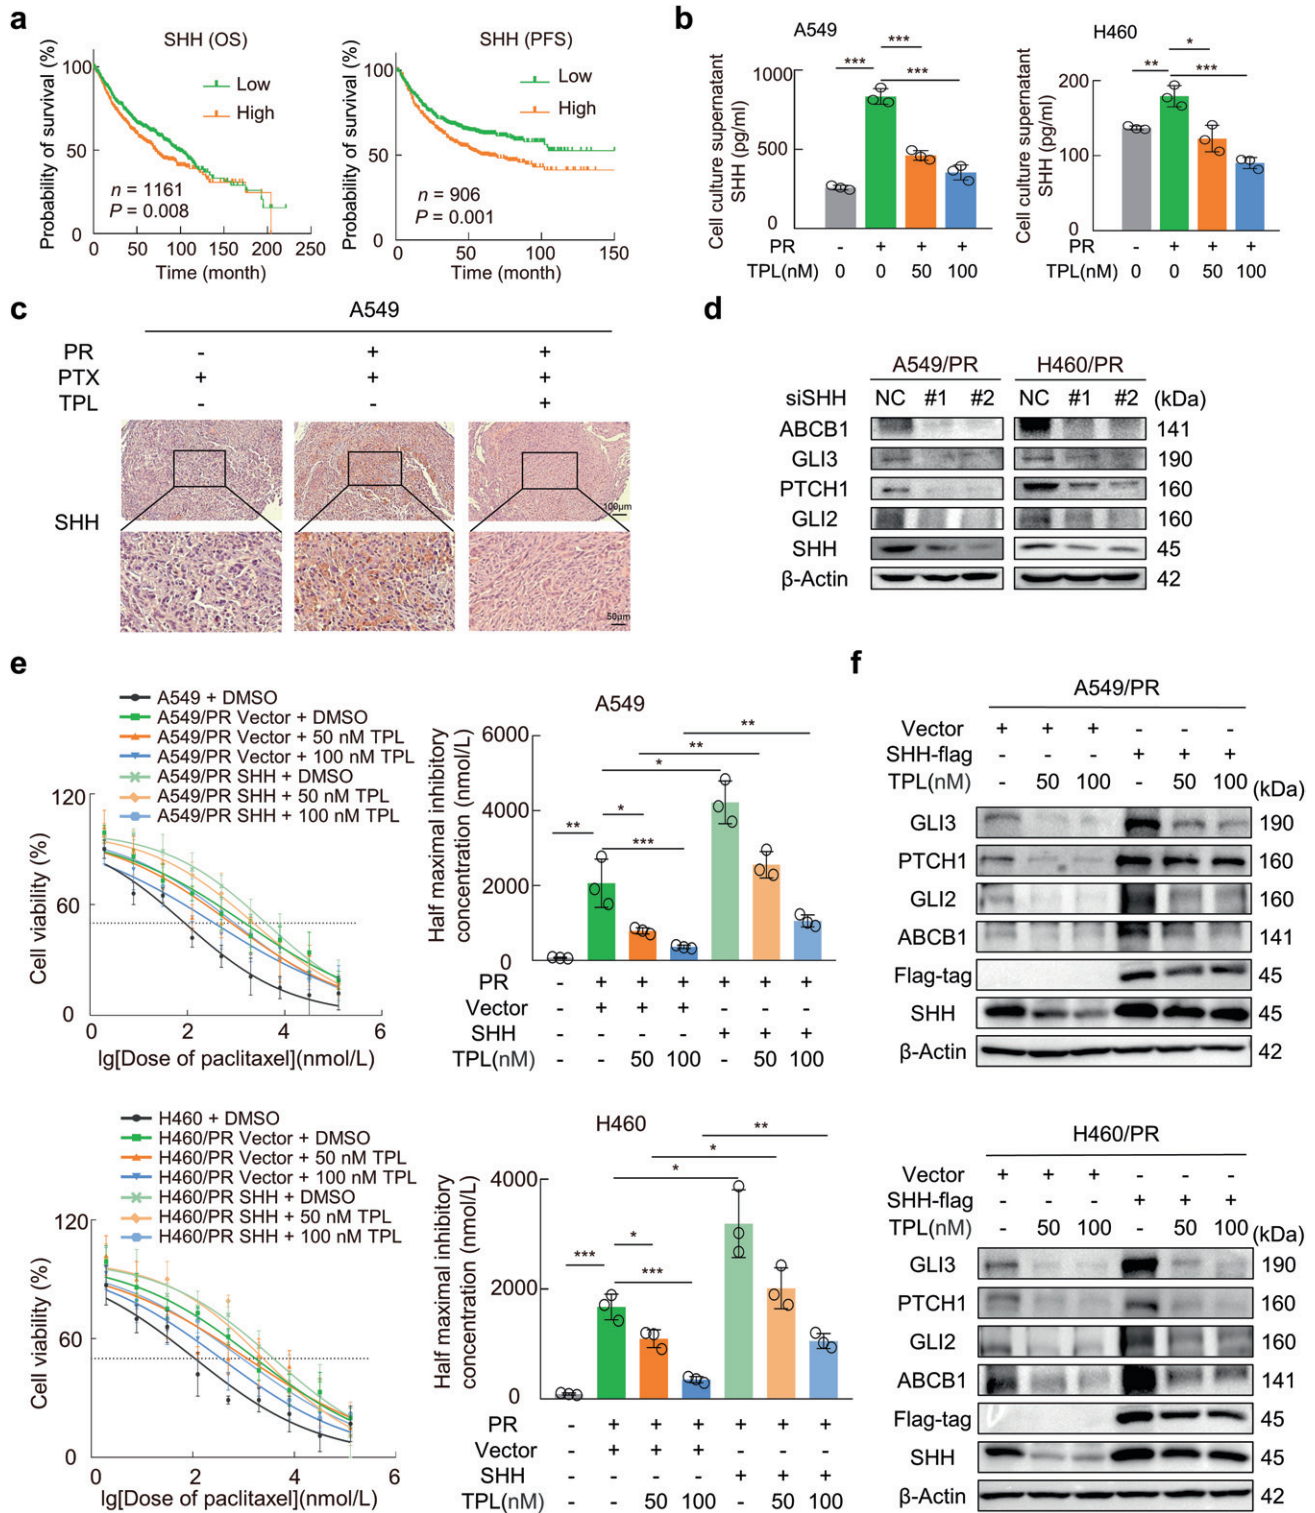 a
SHH (OS)
Probability of survival (%)
100
50
0
Low
High
n = 1161
P = 0.008
0 50 100 150 200 250
Time (month)
SHH (PFS)
Probability of survival (%)
100
50
0
Low
High
n = 906
P = 0.001
0 50 100 150
Time (month)
b
A549
Cell culture supernatant
SHH (pg/ml)
1000
500
0
*** *** ***
PR - + + +
TPL(nM) 0 0 50 100
H460
Cell culture supernatant
SHH (pg/ml)
200
100
0
** * ***
PR - + + +
TPL(nM) 0 0 50 100
c
A549
PR - + +
PTX + + +
TPL - - +
SHH
100μm
50μm
d
A549/PR H460/PR
siSHH NC #1 #2 NC #1 #2 (kDa)
ABCB1 141
GLI3 190
PTCH1 160
GLI2 160
SHH 45
β-Actin 42
e
A549 + DMSO
A549/PR Vector + DMSO
A549/PR Vector + 50 nM TPL
A549/PR Vector + 100 nM TPL
A549/PR SHH + DMSO
A549/PR SHH + 50 nM TPL
A549/PR SHH + 100 nM TPL
Cell viability (%)
120
60
0
0 2 4 6
lg[Dose of paclitaxel](nmol/L)
A549
Half maximal inhibitory
concentration (nmol/L)
6000
4000
2000
0
** * *** * ** **
PR - + + + + + +
Vector - + + + - - -
SHH - - - - + + +
TPL(nM) - - 50 100 - 50 100
H460 + DMSO
H460/PR Vector + DMSO
H460/PR Vector + 50 nM TPL
H460/PR Vector + 100 nM TPL
H460/PR SHH + DMSO
H460/PR SHH + 50 nM TPL
H460/PR SHH + 100 nM TPL
Cell viability (%)
120
60
0
0 2 4 6
lg[Dose of paclitaxel](nmol/L)
H460
Half maximal inhibitory
concentration (nmol/L)
4000
2000
0
*** * *** * * **
PR - + + + + + +
Vector - + + + - - -
SHH - - - - + + +
TPL(nM) - - 50 100 - 50 100
f
A549/PR
Vector + + + - - -
SHH-flag - - - + + +
TPL(nM) - 50 100 - 50 100 (kDa)
GLI3 190
PTCH1 160
GLI2 160
ABCB1 141
Flag-tag 45
SHH 45
β-Actin 42
H460/PR
Vector + + + - - -
SHH-flag - - - + + +
TPL(nM) - 50 100 - 50 100 (kDa)
GLI3 190
PTCH1 160
GLI2 160
ABCB1 141
Flag-tag 45
SHH 45
β-Actin 42